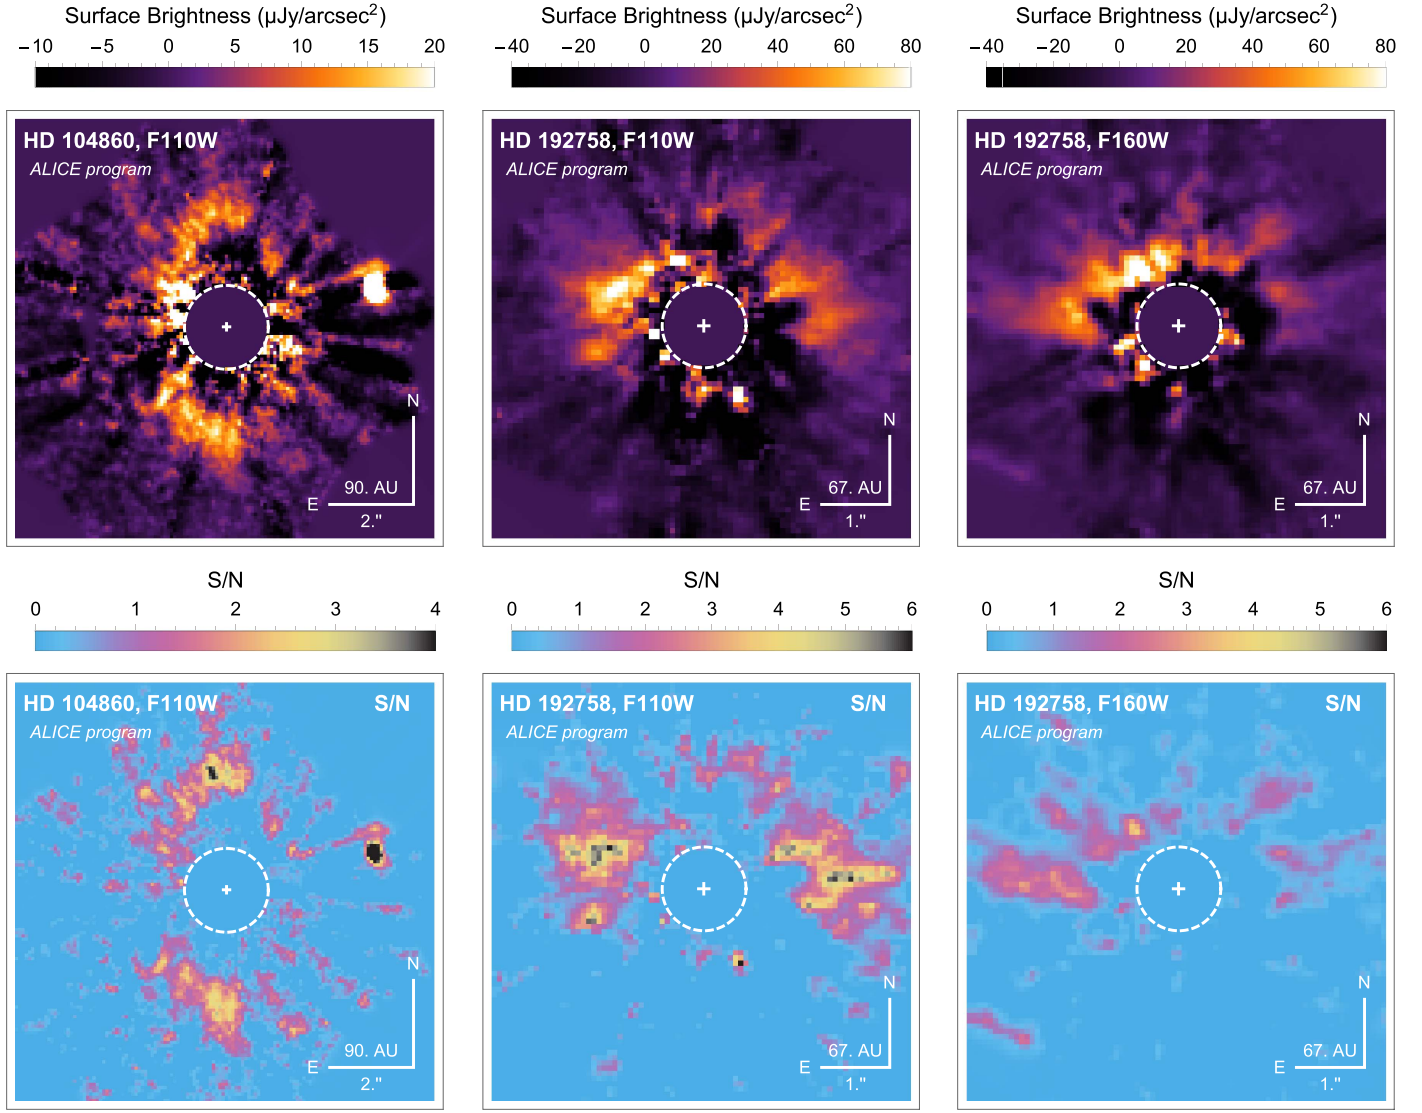 Surface Brightness (μJy/arcsec²)
−10 −5 0 5 10 15 20
HD 104860, F110W
ALICE program
N
E
90. AU
2."
Surface Brightness (μJy/arcsec²)
−40 −20 0 20 40 60 80
HD 192758, F110W
ALICE program
N
E
67. AU
1."
Surface Brightness (μJy/arcsec²)
−40 −20 0 20 40 60 80
HD 192758, F160W
ALICE program
N
E
67. AU
1."
S/N
0 1 2 3 4
HD 104860, F110W S/N
ALICE program
N
E
90. AU
2."
S/N
0 1 2 3 4 5 6
HD 192758, F110W S/N
ALICE program
N
E
67. AU
1."
S/N
0 1 2 3 4 5 6
HD 192758, F160W S/N
ALICE program
N
E
67. AU
1."